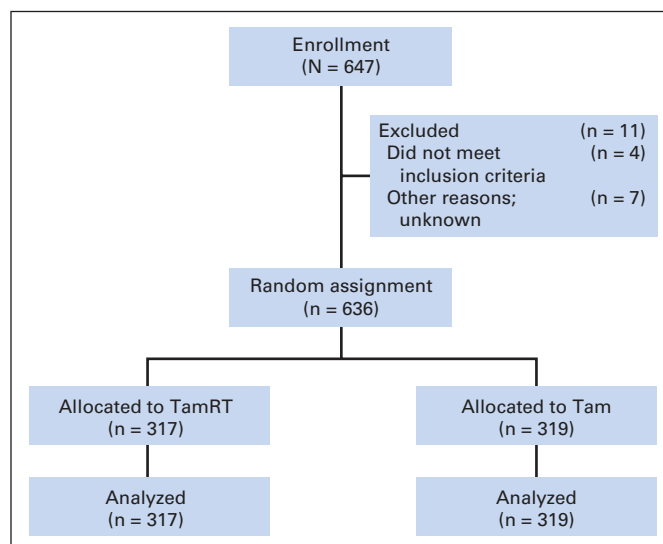 Enrollment
(N = 647)
Excluded (n = 11)
Did not meet (n = 4)
inclusion criteria
Other reasons; (n = 7)
unknown
Random assignment
(n = 636)
Allocated to TamRT
(n = 317)
Allocated to Tam
(n = 319)
Analyzed
(n = 317)
Analyzed
(n = 319)